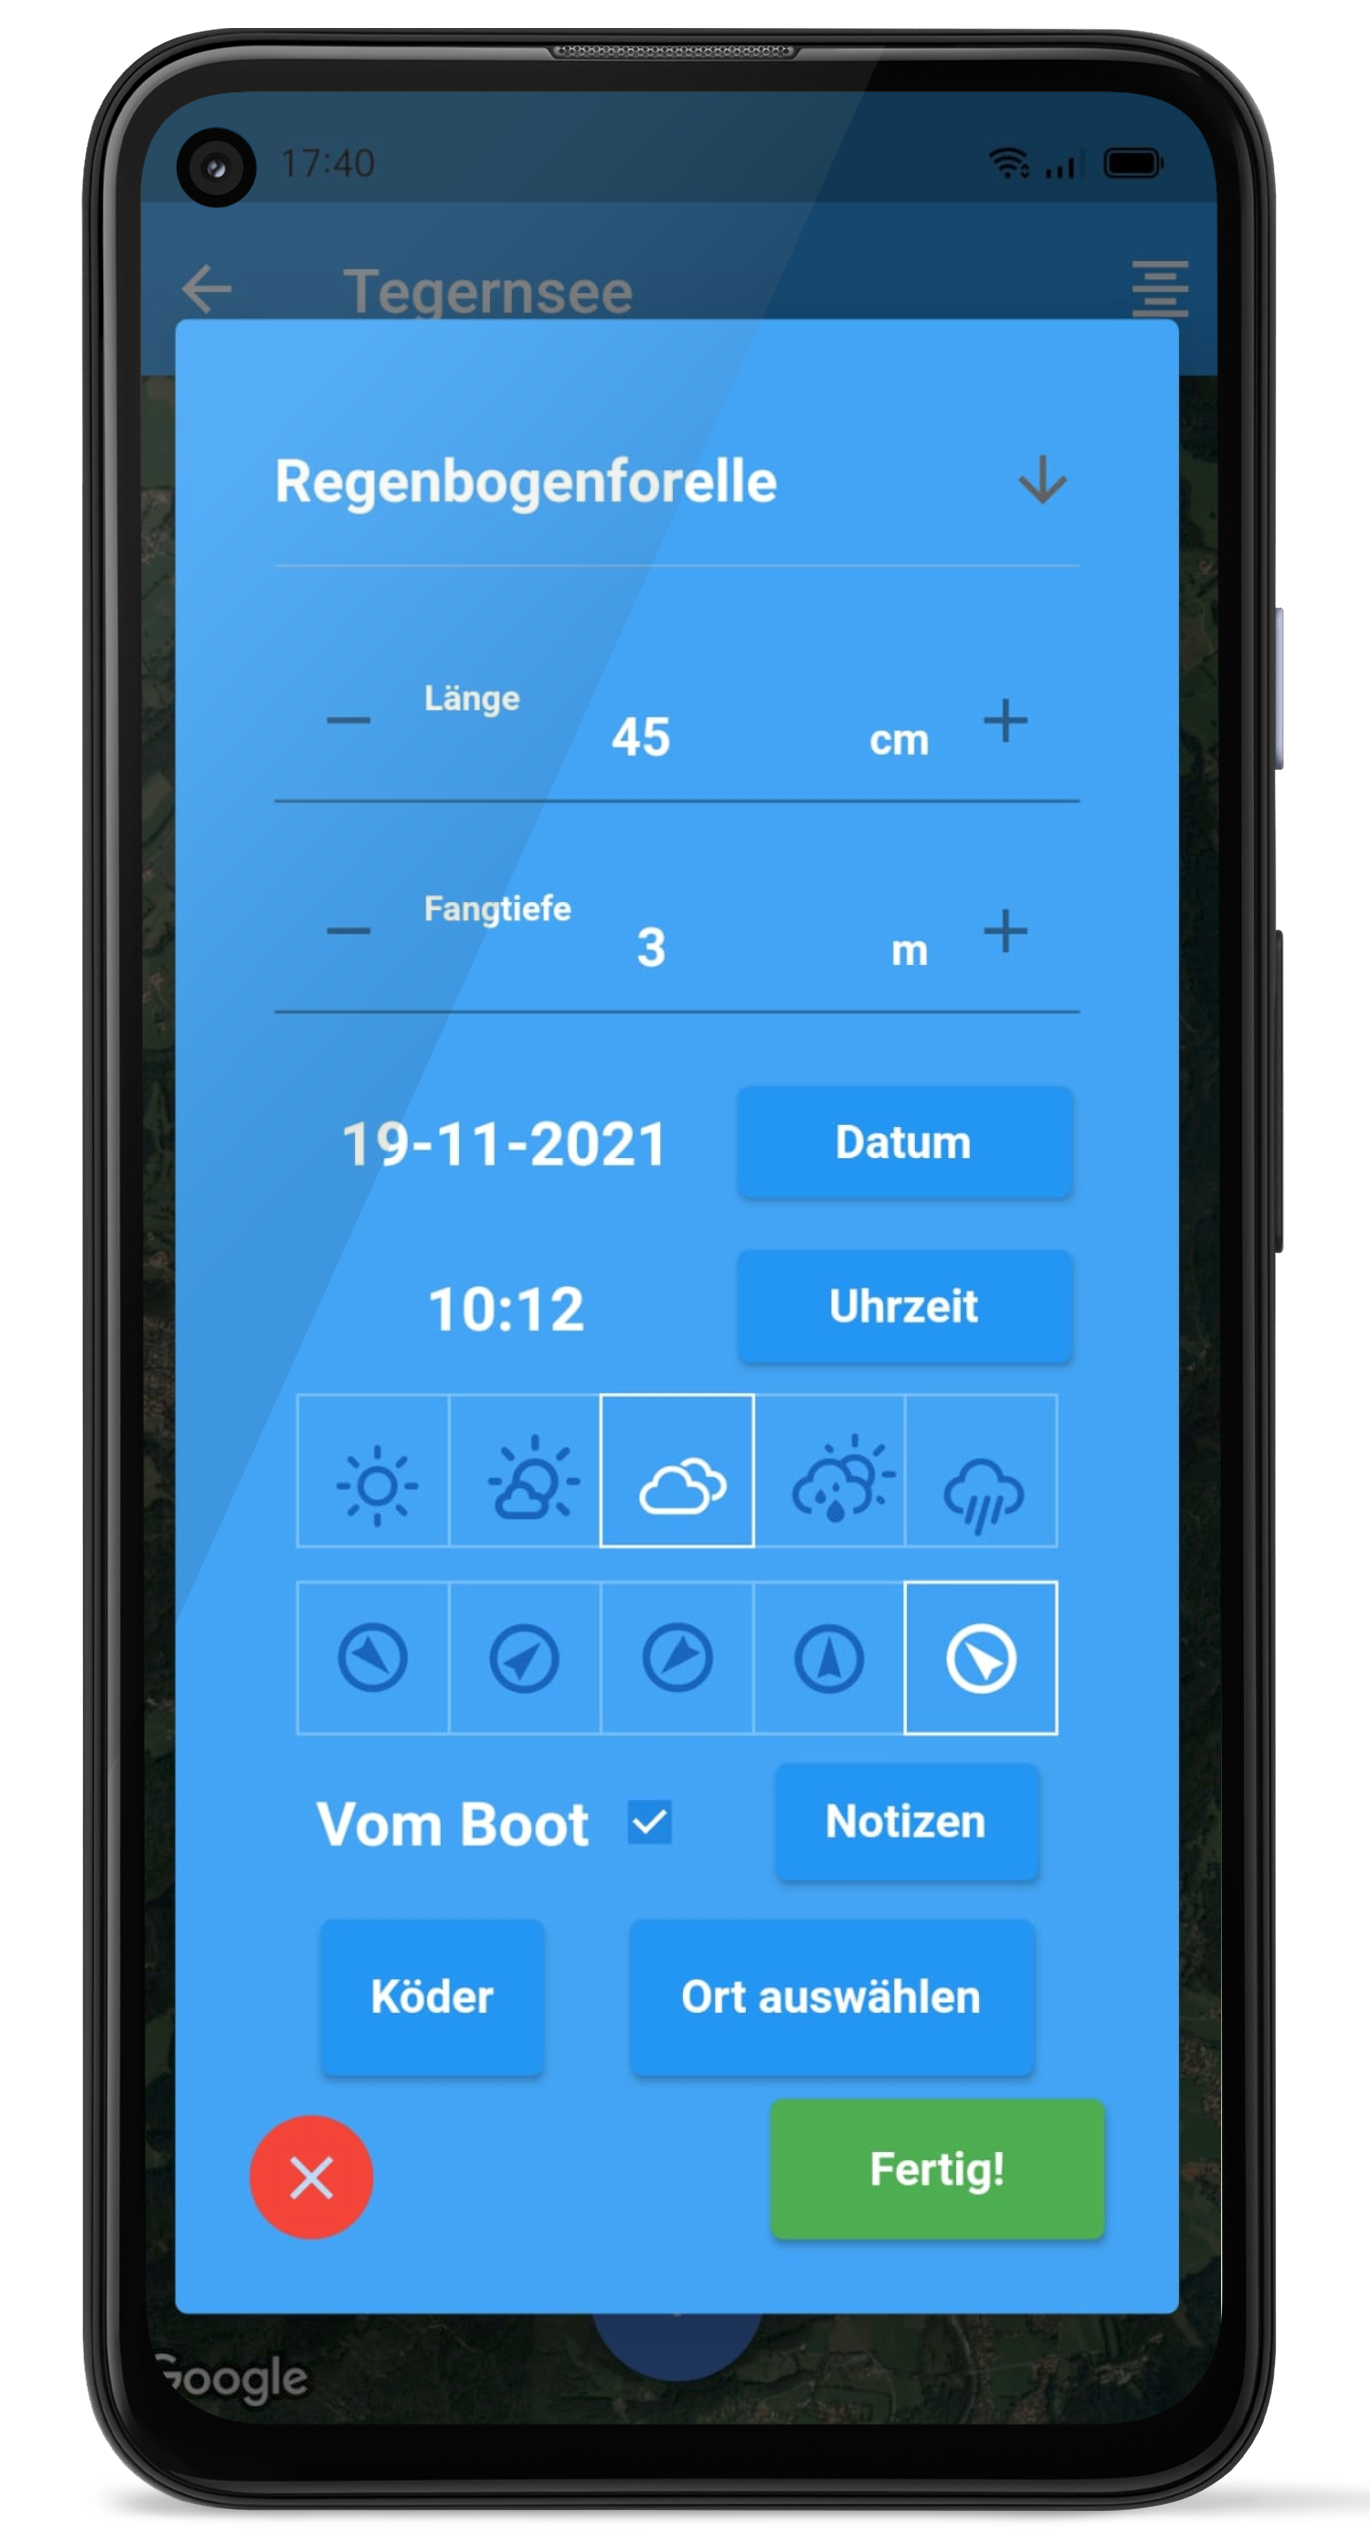 17:40
Tegernsee
Regenbogenforelle
Länge
45 cm
Fangtiefe
3 m
19-11-2021 Datum
10:12 Uhrzeit
Vom Boot Notizen
Köder Ort auswählen
Fertig!
Google